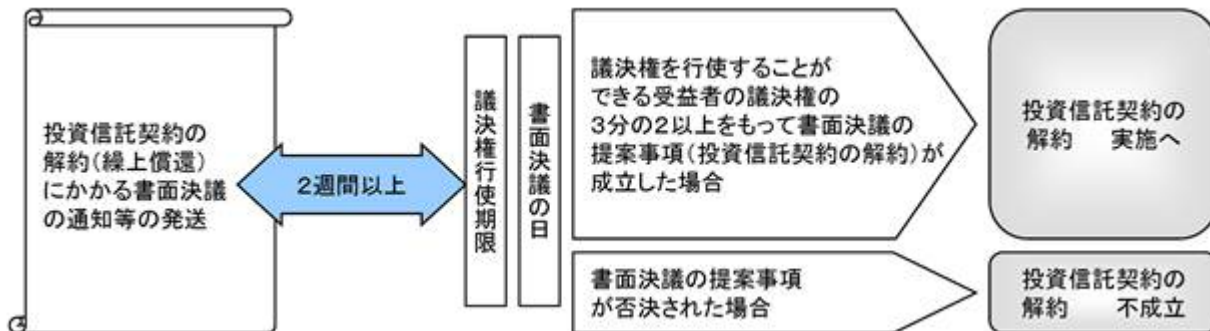 投資信託契約の
解約(繰上償還)
にかかる書面決議
の通知等の発送
2週間以上
議決権行使期限
書面決議の日
議決権を行使することが
できる受益者の議決権の
3分の2以上をもって書面決議の
提案事項(投資信託契約の解約)が
成立した場合
投資信託契約の
解約　実施へ
書面決議の提案事項
が否決された場合
投資信託契約の
解約　不成立